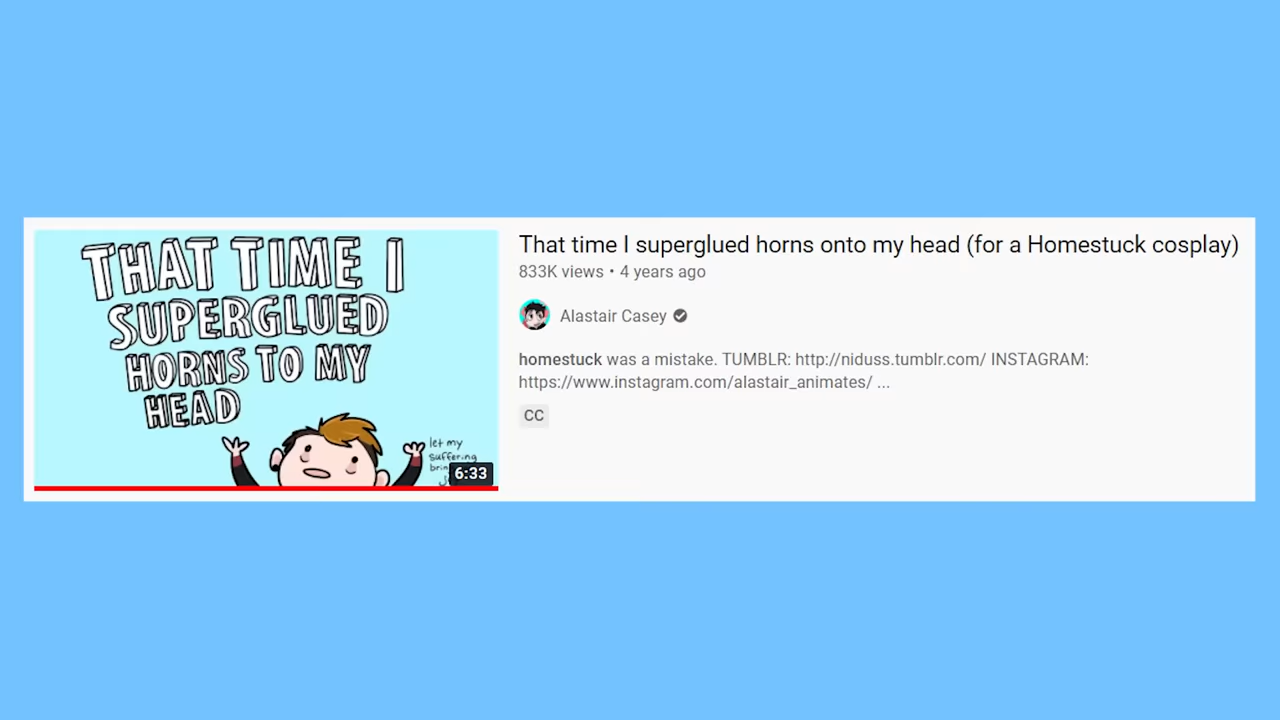 THAT TIME I
SUPERGLUED
HORNS TO MY
HEAD
let my
suffering
6:33
That time I superglued horns onto my head (for a Homestuck cosplay)
833K views • 4 years ago
Alastair Casey
homestuck was a mistake. TUMBLR: http://niduss.tumblr.com/ INSTAGRAM:
https://www.instagram.com/alastair_animates/ ...
CC